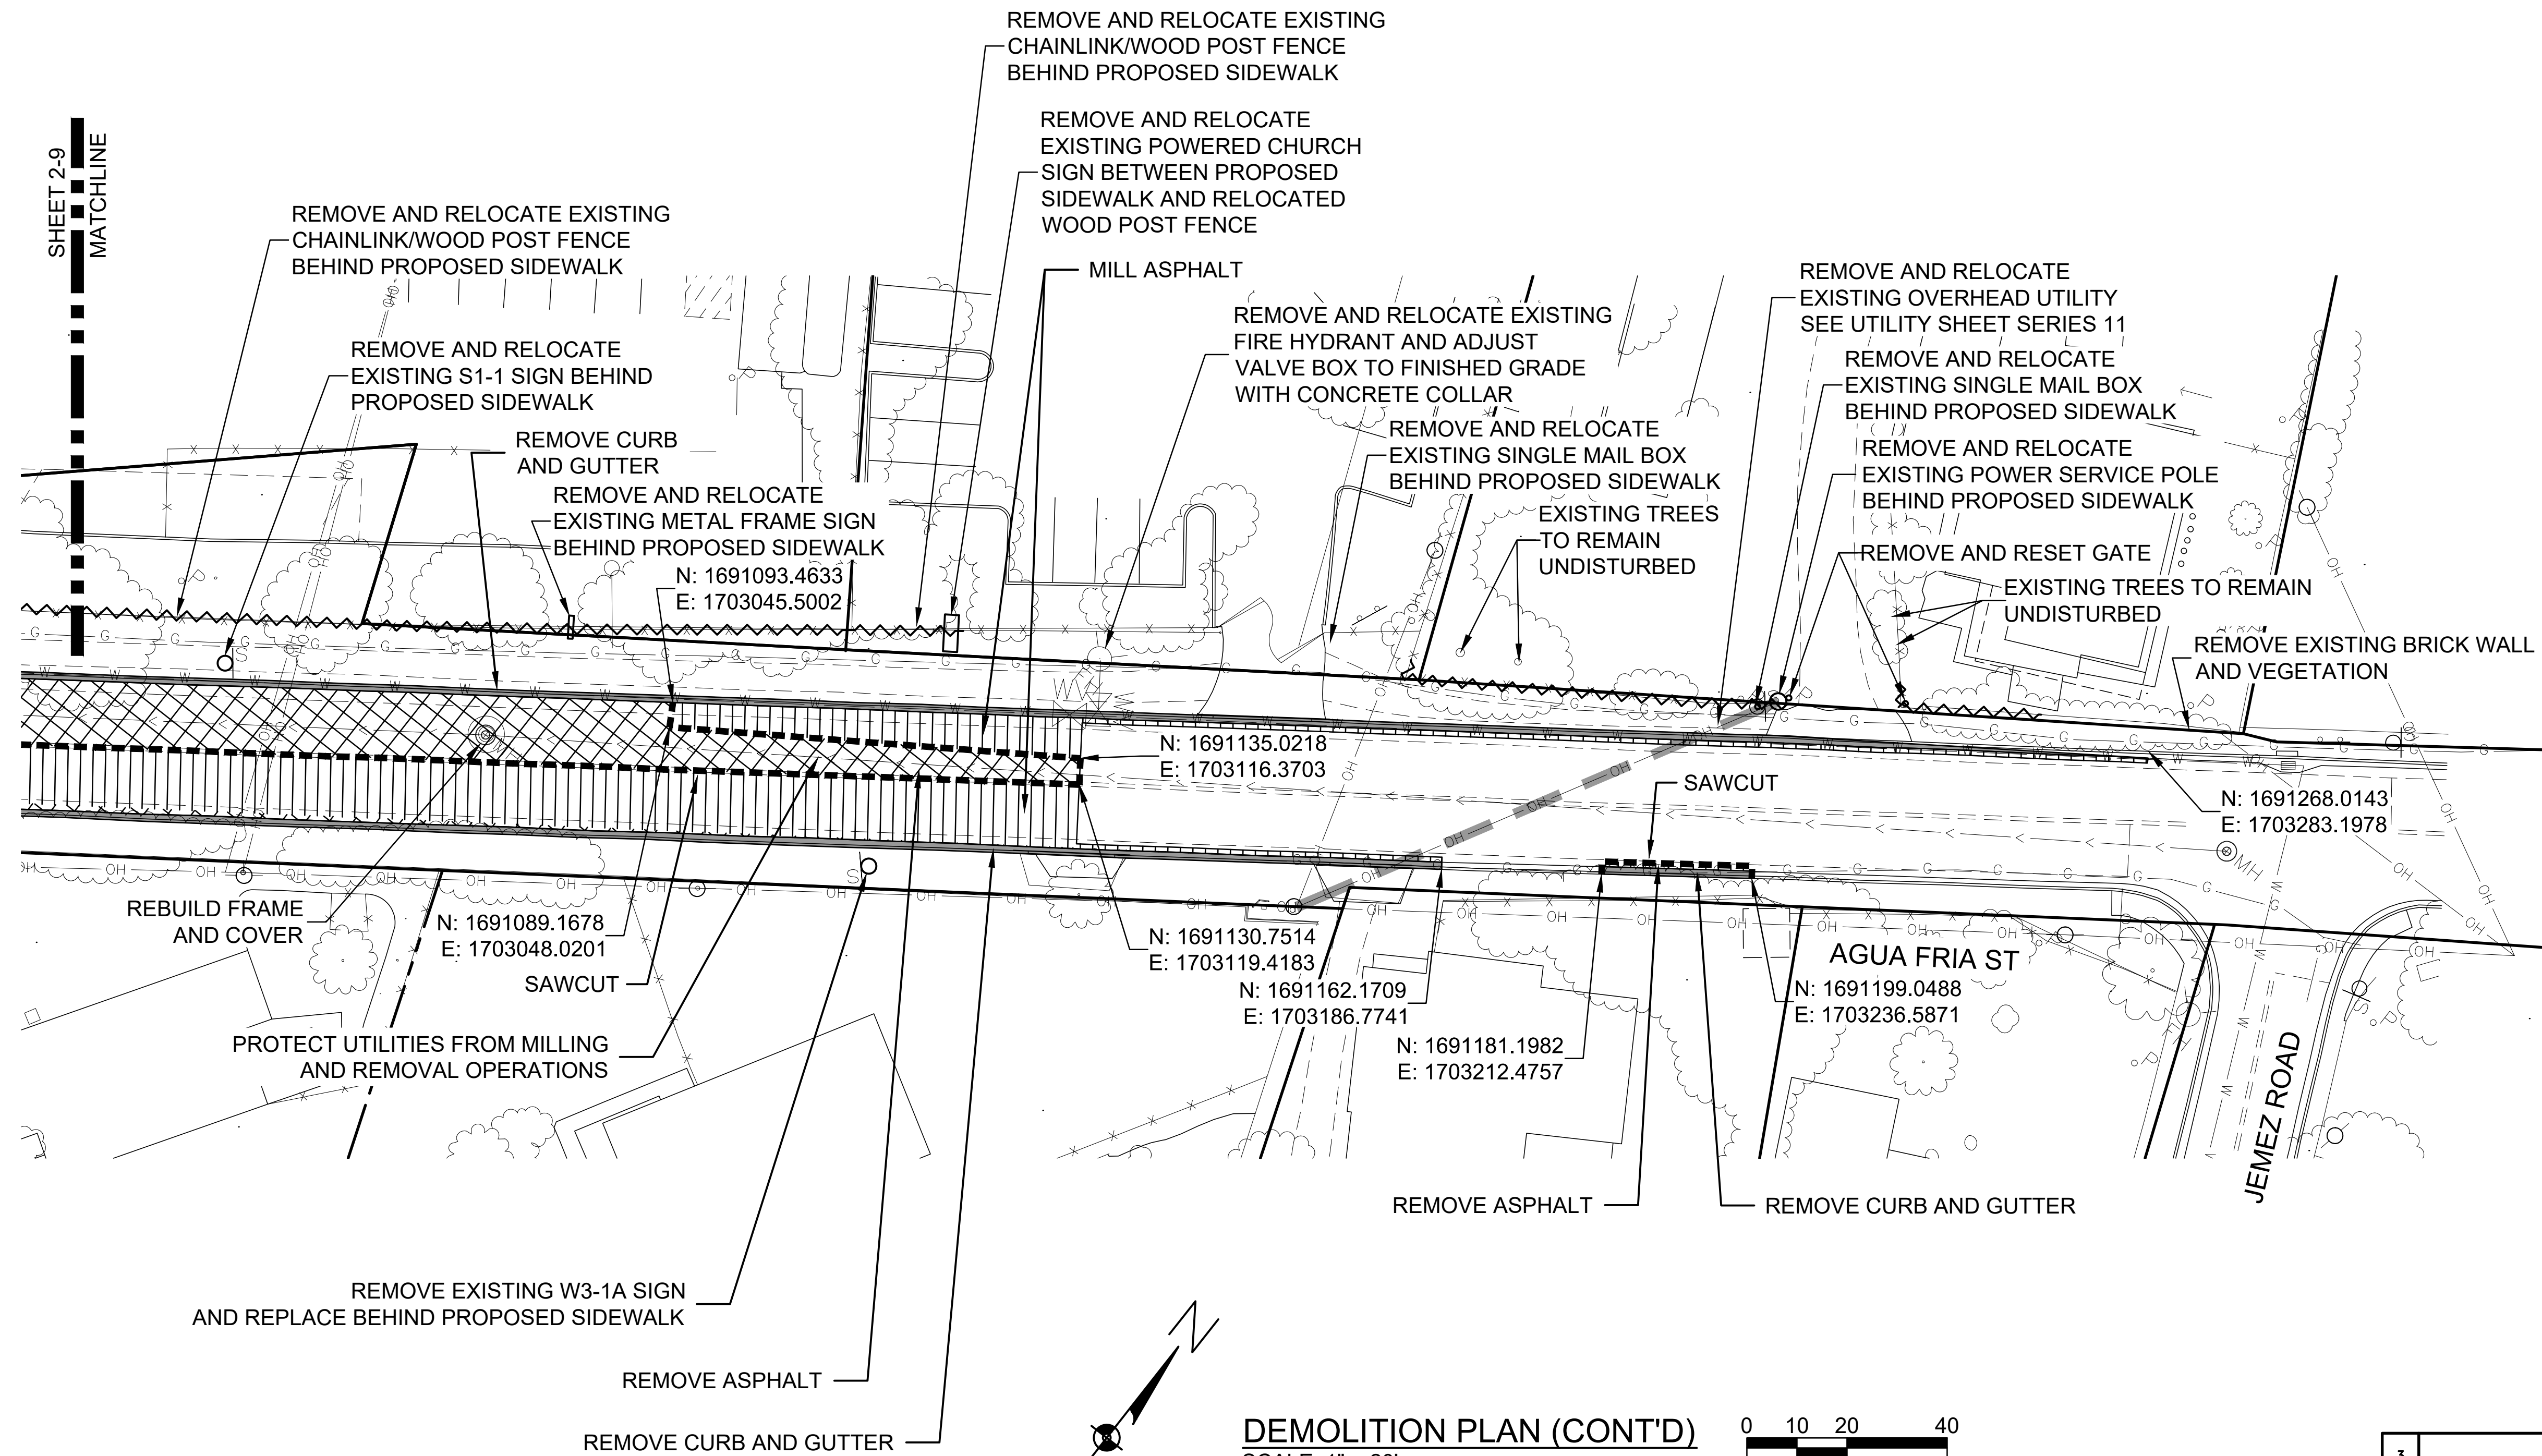 REMOVE AND RELOCATE EXISTING
CHAINLINK/WOOD POST FENCE
BEHIND PROPOSED SIDEWALK
REMOVE AND RELOCATE
EXISTING POWERED CHURCH
SIGN BETWEEN PROPOSED
SIDEWALK AND RELOCATED
WOOD POST FENCE
SHEET 2-9
MATCHLINE
REMOVE AND RELOCATE EXISTING
CHAINLINK/WOOD POST FENCE
BEHIND PROPOSED SIDEWALK
MILL ASPHALT
REMOVE AND RELOCATE
EXISTING S1-1 SIGN BEHIND
PROPOSED SIDEWALK
REMOVE CURB
AND GUTTER
REMOVE AND RELOCATE
EXISTING METAL FRAME SIGN
BEHIND PROPOSED SIDEWALK
N: 1691093.4633
E: 1703045.5002
REMOVE AND RELOCATE EXISTING
FIRE HYDRANT AND ADJUST
VALVE BOX TO FINISHED GRADE
WITH CONCRETE COLLAR
REMOVE AND RELOCATE
EXISTING SINGLE MAIL BOX
BEHIND PROPOSED SIDEWALK
EXISTING TREES
TO REMAIN
UNDISTURBED
REMOVE AND RELOCATE
EXISTING OVERHEAD UTILITY
SEE UTILITY SHEET SERIES 11
REMOVE AND RELOCATE
EXISTING SINGLE MAIL BOX
BEHIND PROPOSED SIDEWALK
REMOVE AND RELOCATE
EXISTING POWER SERVICE POLE
BEHIND PROPOSED SIDEWALK
REMOVE AND RESET GATE
EXISTING TREES TO REMAIN
UNDISTURBED
REMOVE EXISTING BRICK WALL
AND VEGETATION
N: 1691135.0218
E: 1703116.3703
SAWCUT
N: 1691268.0143
E: 1703283.1978
MH
REBUILD FRAME
AND COVER
N: 1691089.1678
E: 1703048.0201
SAWCUT
N: 1691130.7514
E: 1703119.4183
N: 1691162.1709
E: 1703186.7741
AGUA FRIA ST
N: 1691199.0488
E: 1703236.5871
N: 1691181.1982
E: 1703212.4757
PROTECT UTILITIES FROM MILLING
AND REMOVAL OPERATIONS
JEMEZ ROAD
REMOVE ASPHALT
REMOVE CURB AND GUTTER
REMOVE EXISTING W3-1A SIGN
AND REPLACE BEHIND PROPOSED SIDEWALK
REMOVE ASPHALT
REMOVE CURB AND GUTTER
N
DEMOLITION PLAN (CONT'D)
0 10 20 40
3